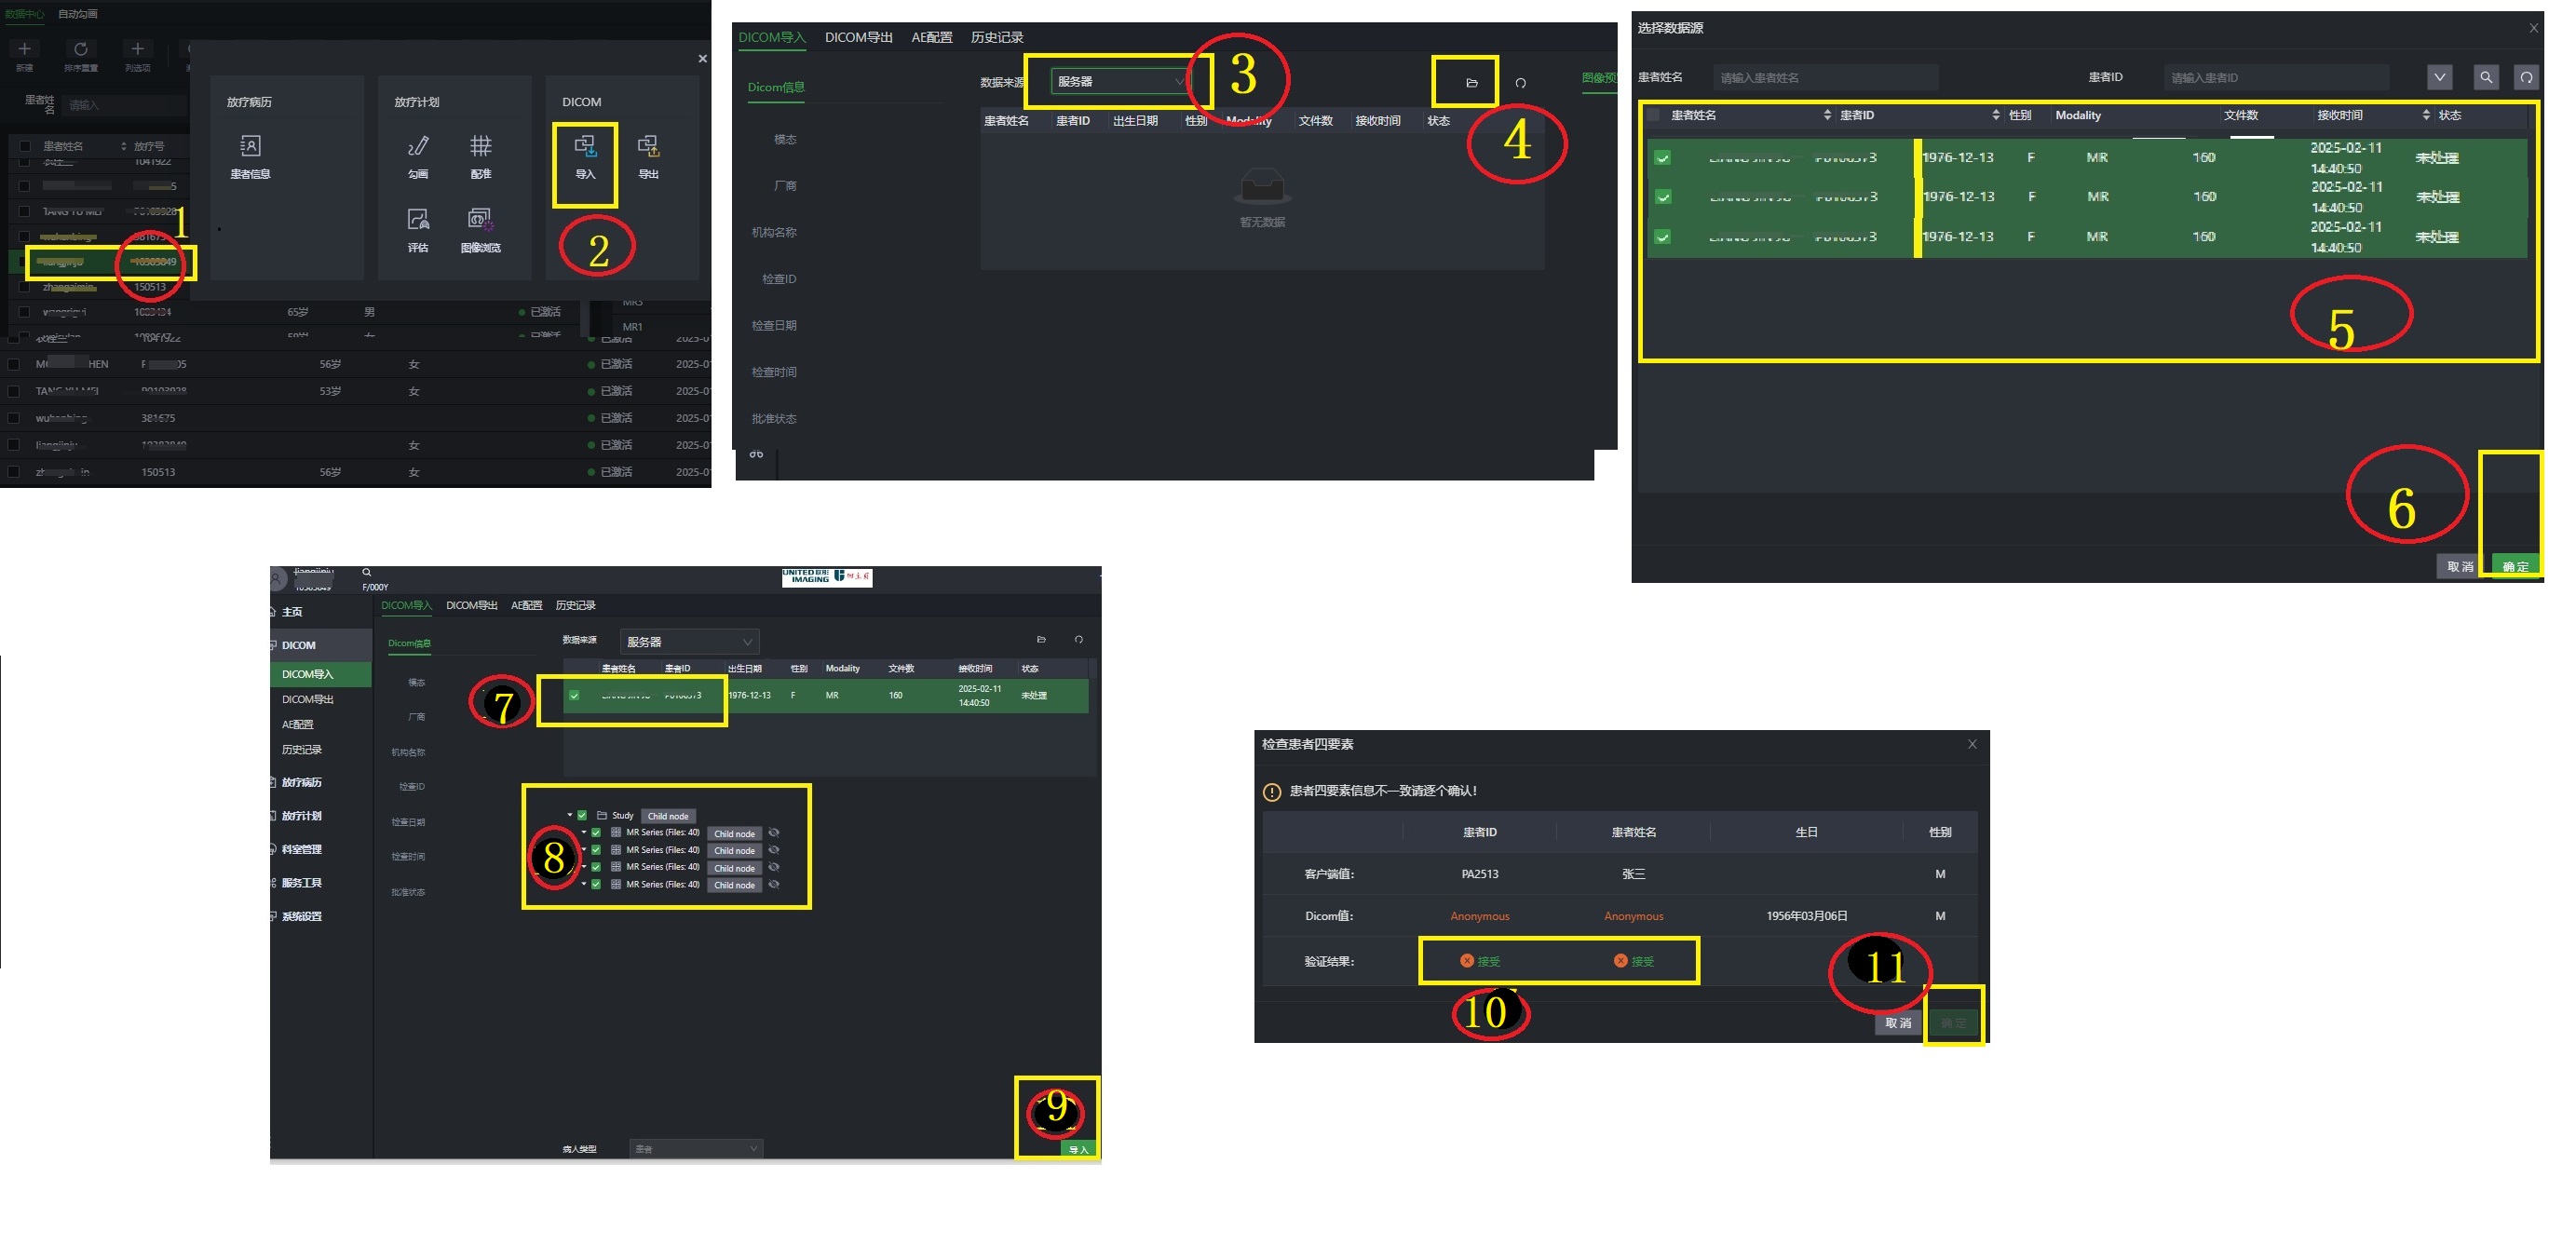 数据中心 自动勾画
新建 排序重置 列选项
患者姓名 请输入
患者姓名 放疗号
1041922
TANG YU MEI
381675
1
zhangaimin 150513
65岁 男 已激活
已激活
放疗病历
患者信息
放疗计划
勾画 配准
评估 图像浏览
DICOM
导入 导出
2
×
MR3
MR1
1041922 已激活
HEN 05 56岁 女 已激活 2025-0
53岁 女 已激活 2025-0
381675 已激活 2025-0
女 已激活 2025-0
150513 56岁 女 已激活 2025-0
DICOM导入 DICOM导出 AE配置 历史记录
Dicom信息
数据来源 服务器
3
4
图像预
患者姓名 患者ID 出生日期 性别 Modality 文件数 接收时间 状态
暂无数据
模态
厂商
机构名称
检查ID
检查日期
检查时间
批准状态
选择数据源 X
患者姓名 请输入患者姓名 患者ID 请输入患者ID
患者姓名 患者ID 性别 Modality 文件数 接收时间 状态
1976-12-13 F MR 160 2025-02-11 14:40:50 未处理
1976-12-13 F MR 160 2025-02-11 14:40:50 未处理
1976-12-13 F MR 160 2025-02-11 14:40:50 未处理
5
6
取消 确定
F/000Y
UNITED IMAGING 联影
主页
DICOM
DICOM导入
DICOM导出
AE配置
历史记录
放疗病历
放疗计划
科室管理
服务工具
系统设置
DICOM导入 DICOM导出 AE配置 历史记录
Dicom信息
模态
厂商
机构名称
检查ID
检查日期
检查时间
批准状态
数据来源 服务器
患者姓名 患者ID 出生日期 性别 Modality 文件数 接收时间 状态
1976-12-13 F MR 160 2025-02-11 14:40:50 未处理
7
Study Child node
MR Series (Files: 40) Child node
MR Series (Files: 40) Child node
MR Series (Files: 40) Child node
MR Series (Files: 40) Child node
8
9
病人类型 患者 导入
检查患者四要素 X
患者四要素信息不一致请逐个确认!
患者ID 患者姓名 生日 性别
客户端值: PA2513 张三 M
Dicom值: Anonymous Anonymous 1956年03月06日 M
验证结果: 接受 接受
10
11
取消 确定